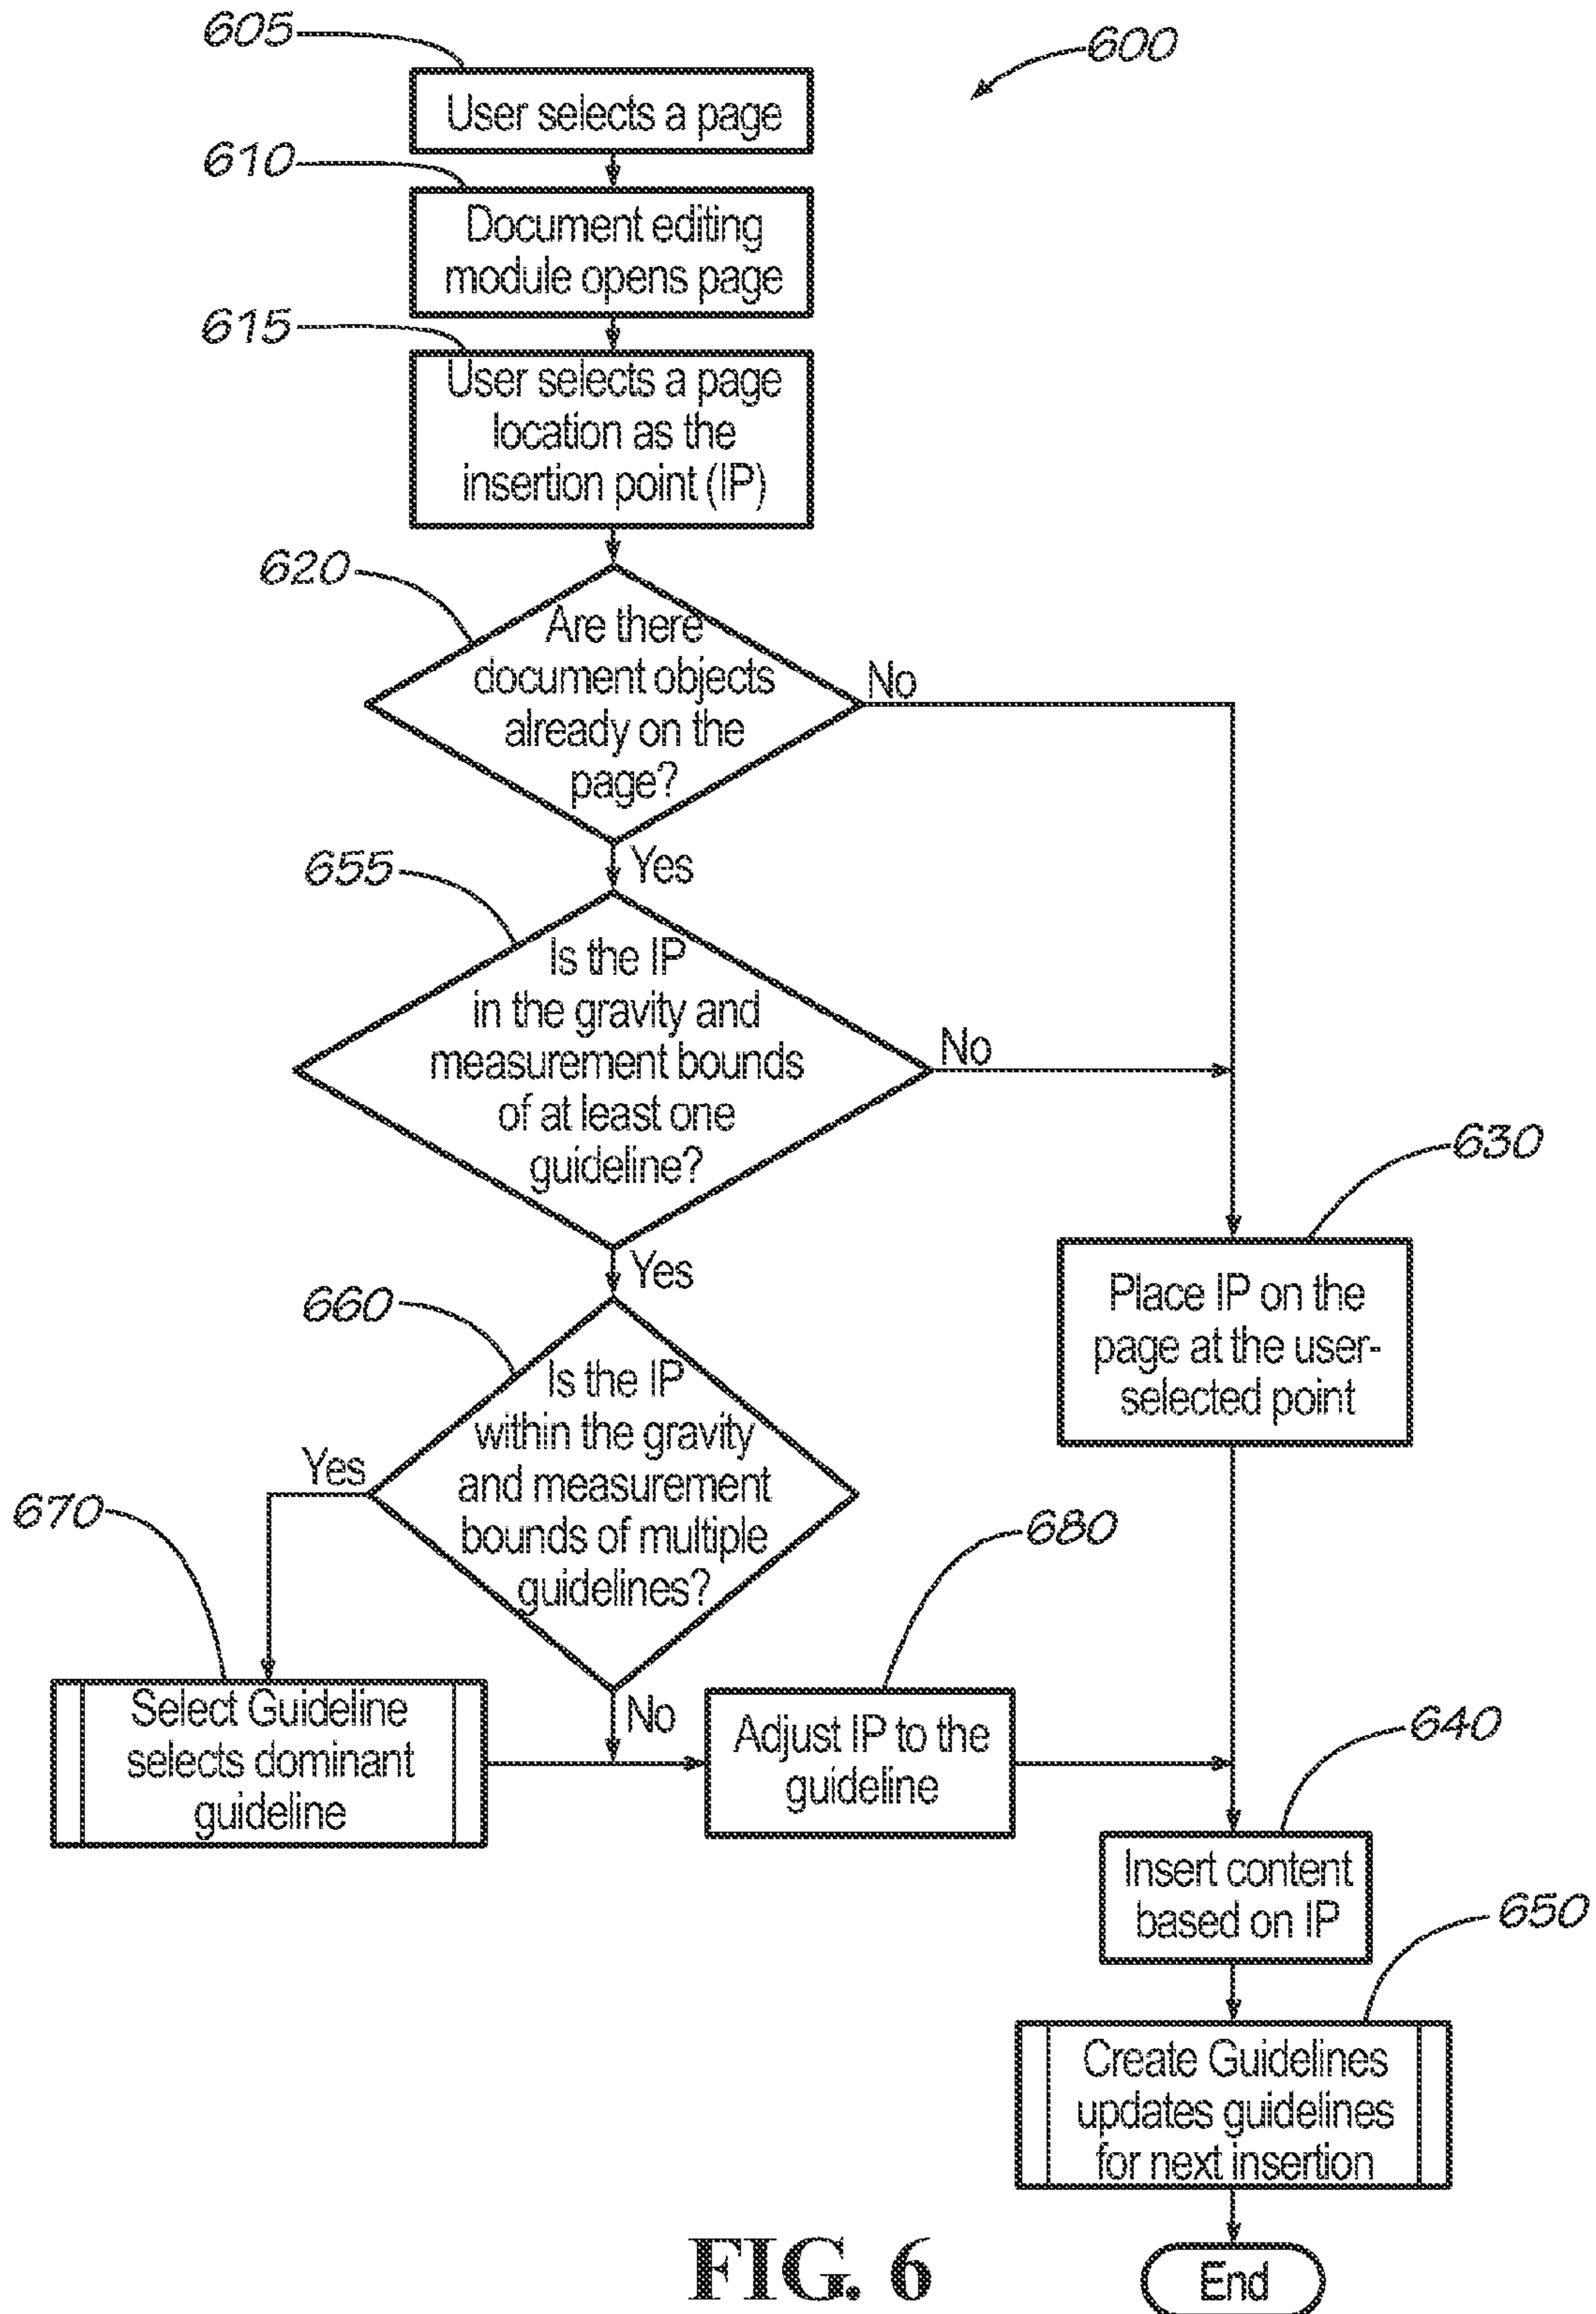 605
600
User selects a page
610
Document editing
module opens page
615
User selects a page
location as the
insertion point (IP)
620
Are there
document objects
already on the
page?
No
Yes
655
Is the IP
in the gravity and
measurement bounds
of at least one
guideline?
No
Yes
630
Place IP on the
page at the user-
selected point
660
Is the IP
within the gravity
and measurement
bounds of multiple
guidelines?
Yes
No
670
Select Guideline
selects dominant
guideline
680
Adjust IP to the
guideline
640
Insert content
based on IP
650
Create Guidelines
updates guidelines
for next insertion
End
FIG. 6